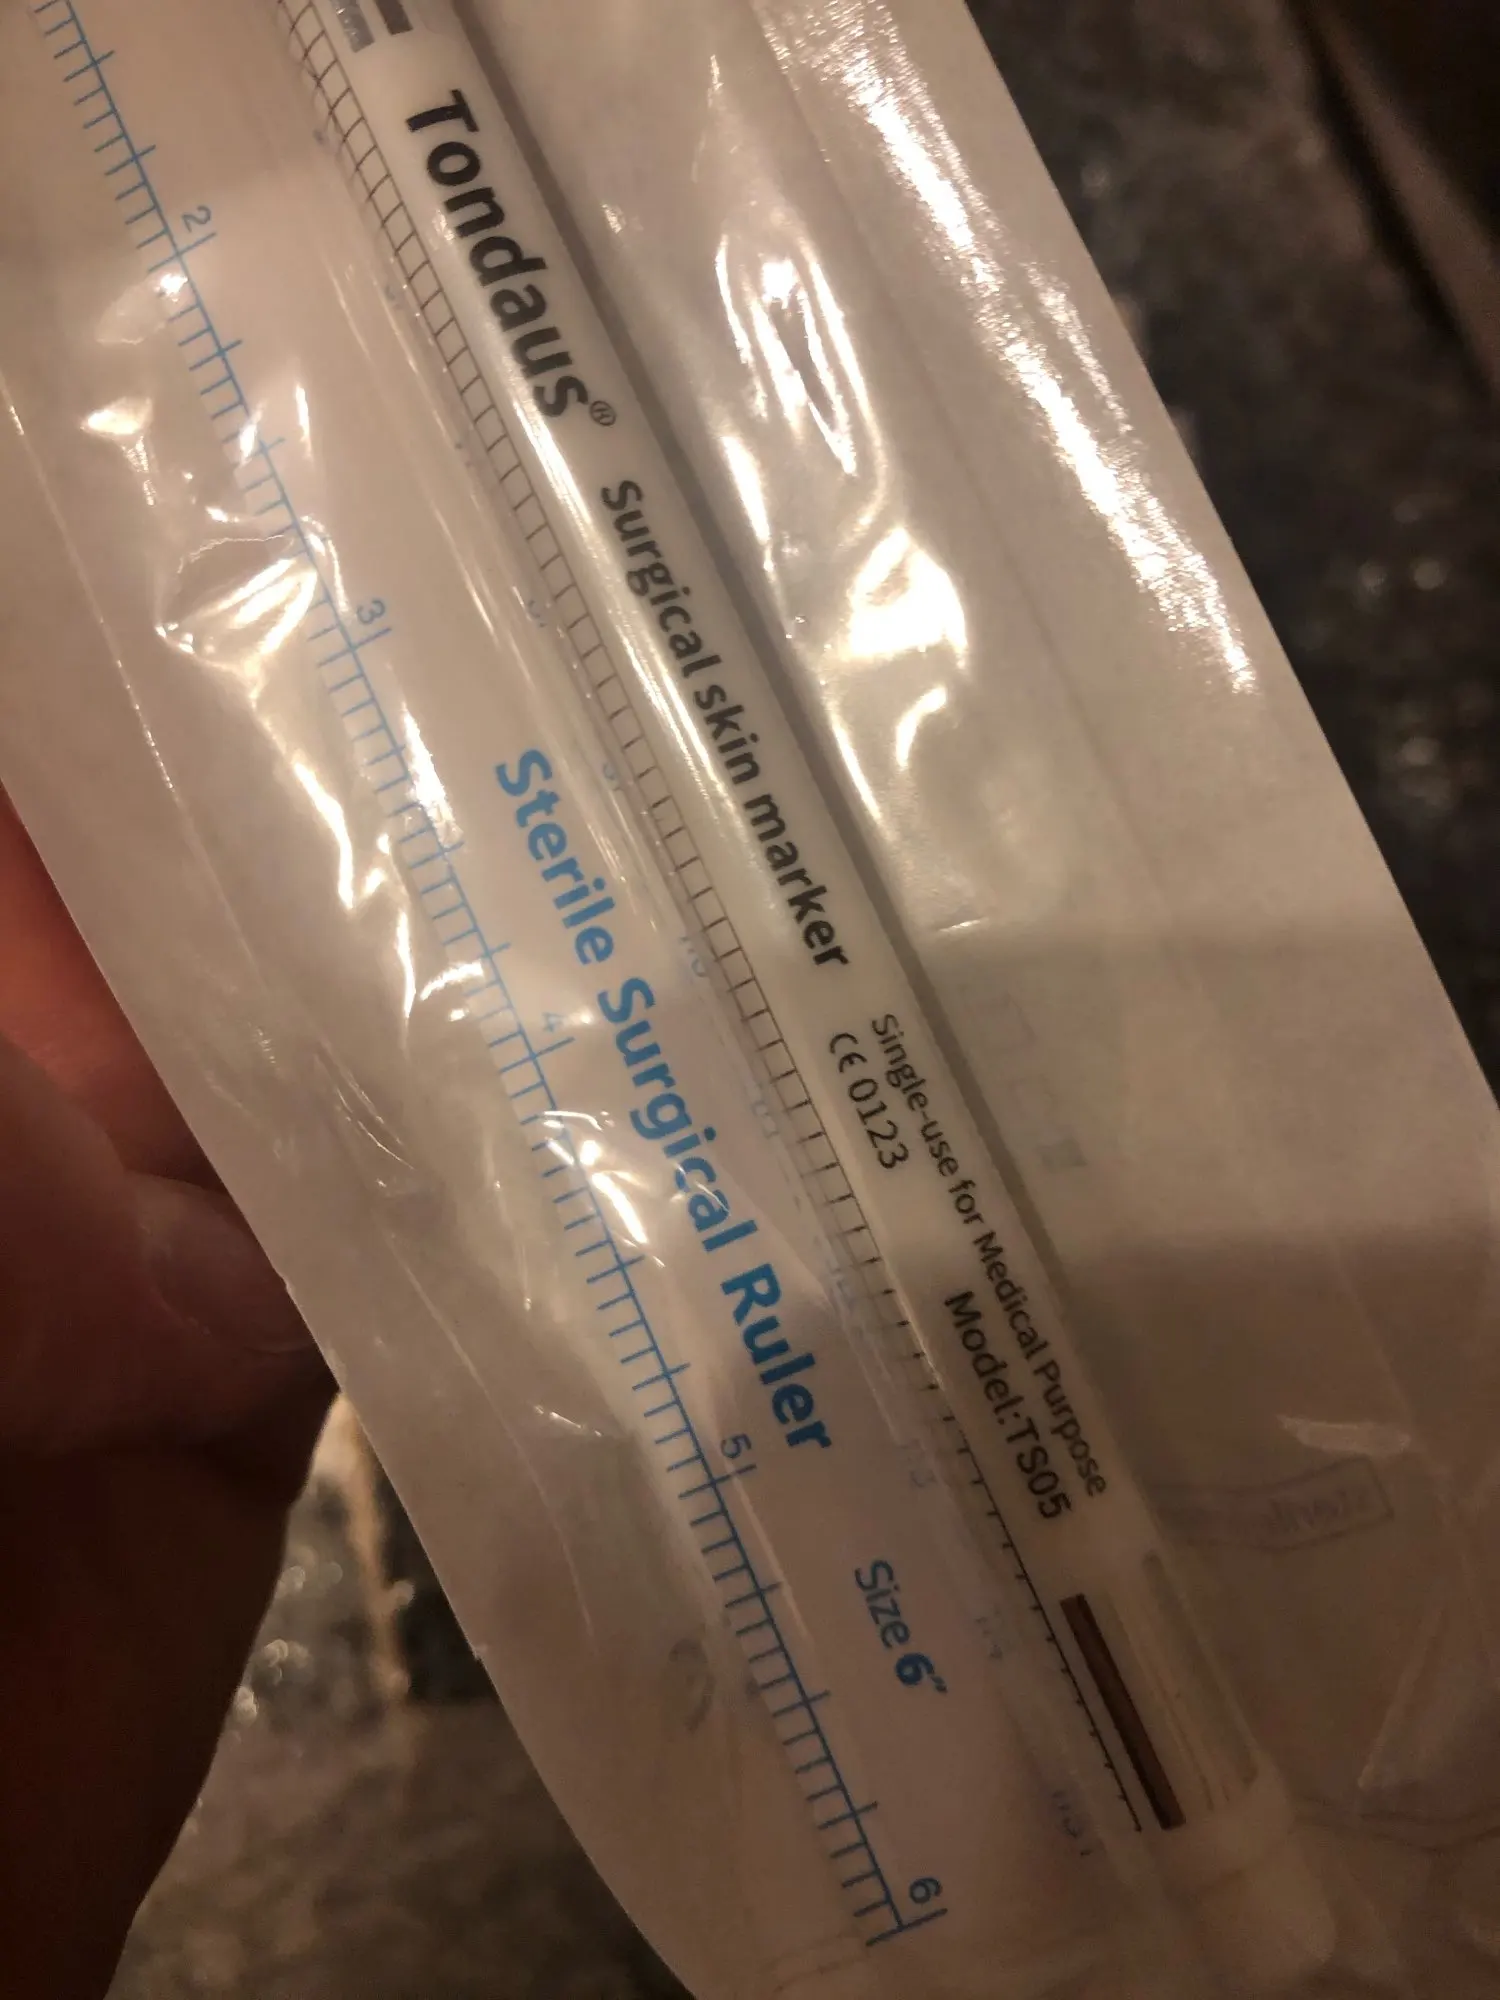 Tondaus® Surgical skin marker
Single-use for Medical Purpose
CE 0123
Model:TS05
Sterile Surgical Ruler
Size 6"
2
3
4
5
6